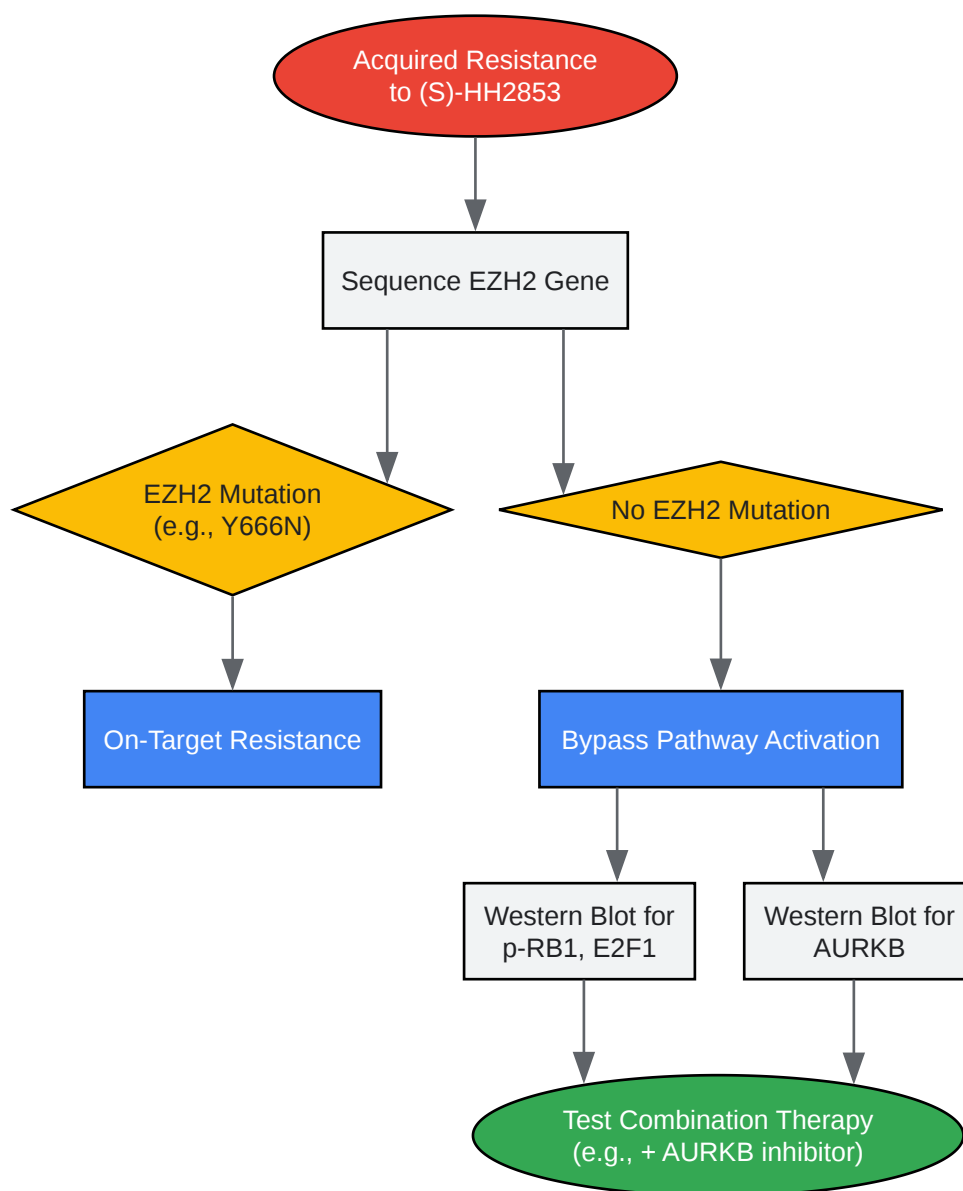 Acquired Resistance
to (S)-HH2853
Sequence EZH2 Gene
EZH2 Mutation
(e.g., Y666N)
No EZH2 Mutation
On-Target Resistance
Bypass Pathway Activation
Western Blot for
p-RB1, E2F1
Western Blot for
AURKB
Test Combination Therapy
(e.g., + AURKB inhibitor)